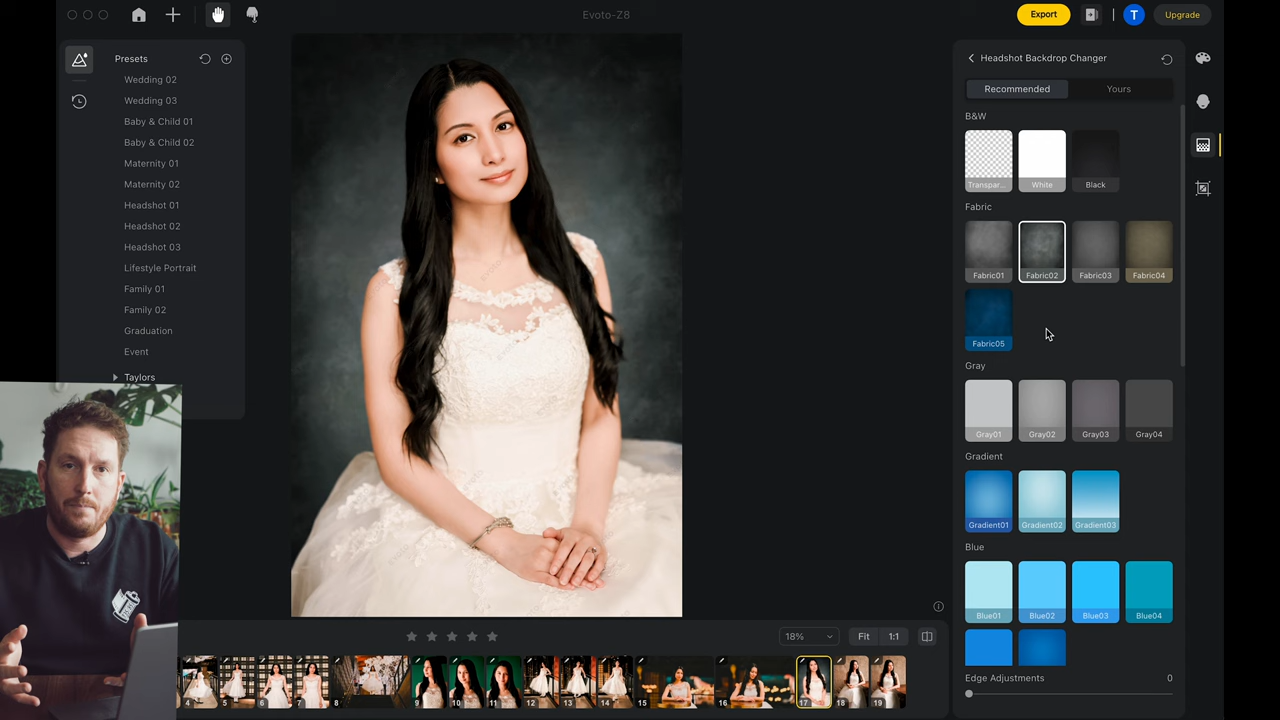 Evoto-Z8
Export
T
Upgrade
Presets
Wedding 02
Wedding 03
Baby & Child 01
Baby & Child 02
Maternity 01
Maternity 02
Headshot 01
Headshot 02
Headshot 03
Lifestyle Portrait
Family 01
Family 02
Graduation
Event
Taylors
Headshot Backdrop Changer
Recommended
Yours
B&W
Transpar...
White
Black
Fabric
Fabric01
Fabric02
Fabric03
Fabric04
Fabric05
Gray
Gray01
Gray02
Gray03
Gray04
Gradient
Gradient01
Gradient02
Gradient03
Blue
Blue01
Blue02
Blue03
Blue04
Edge Adjustments
0
18%
Fit
1:1
4
5
6
7
8
9
10
11
12
13
14
15
16
17
18
19